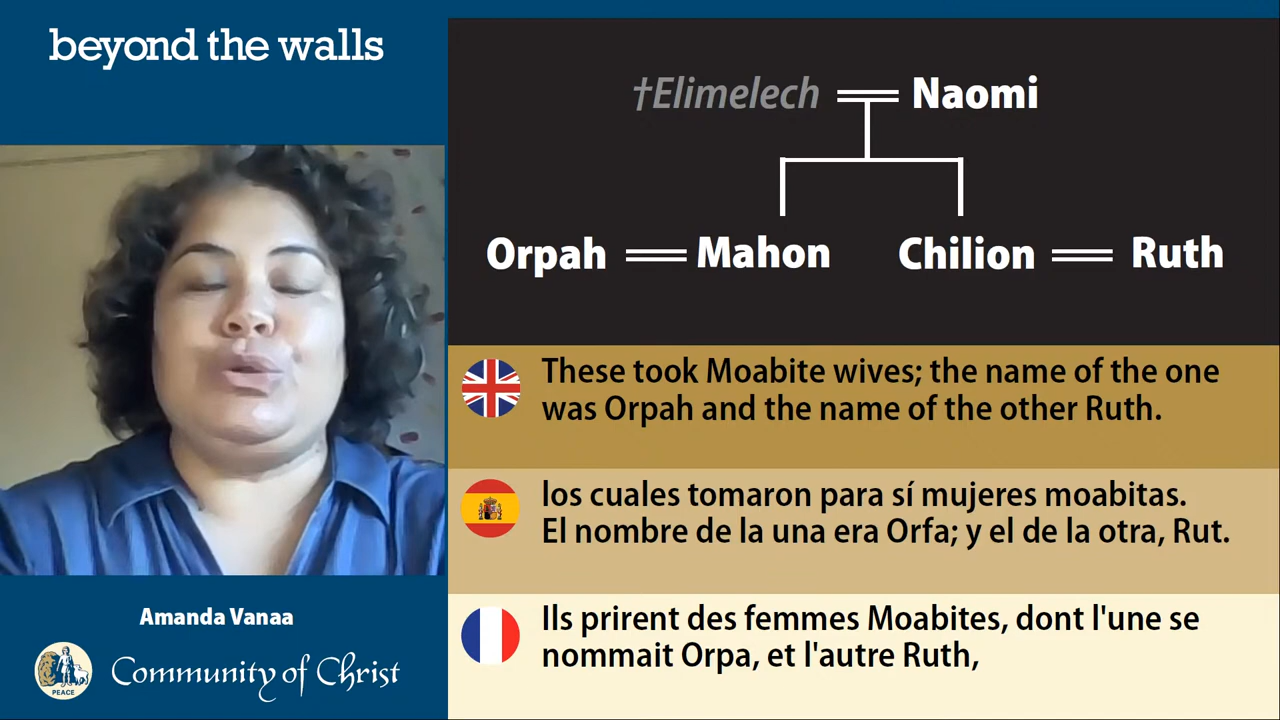 beyond the walls
†Elimelech Naomi
Orpah Mahon Chilion Ruth
These took Moabite wives; the name of the one
was Orpah and the name of the other Ruth.
los cuales tomaron para sí mujeres moabitas.
El nombre de la una era Orfa; y el de la otra, Rut.
Ils prirent des femmes Moabites, dont l'une se
nommait Orpa, et l'autre Ruth,
Amanda Vanaa
PEACE
Community of Christ